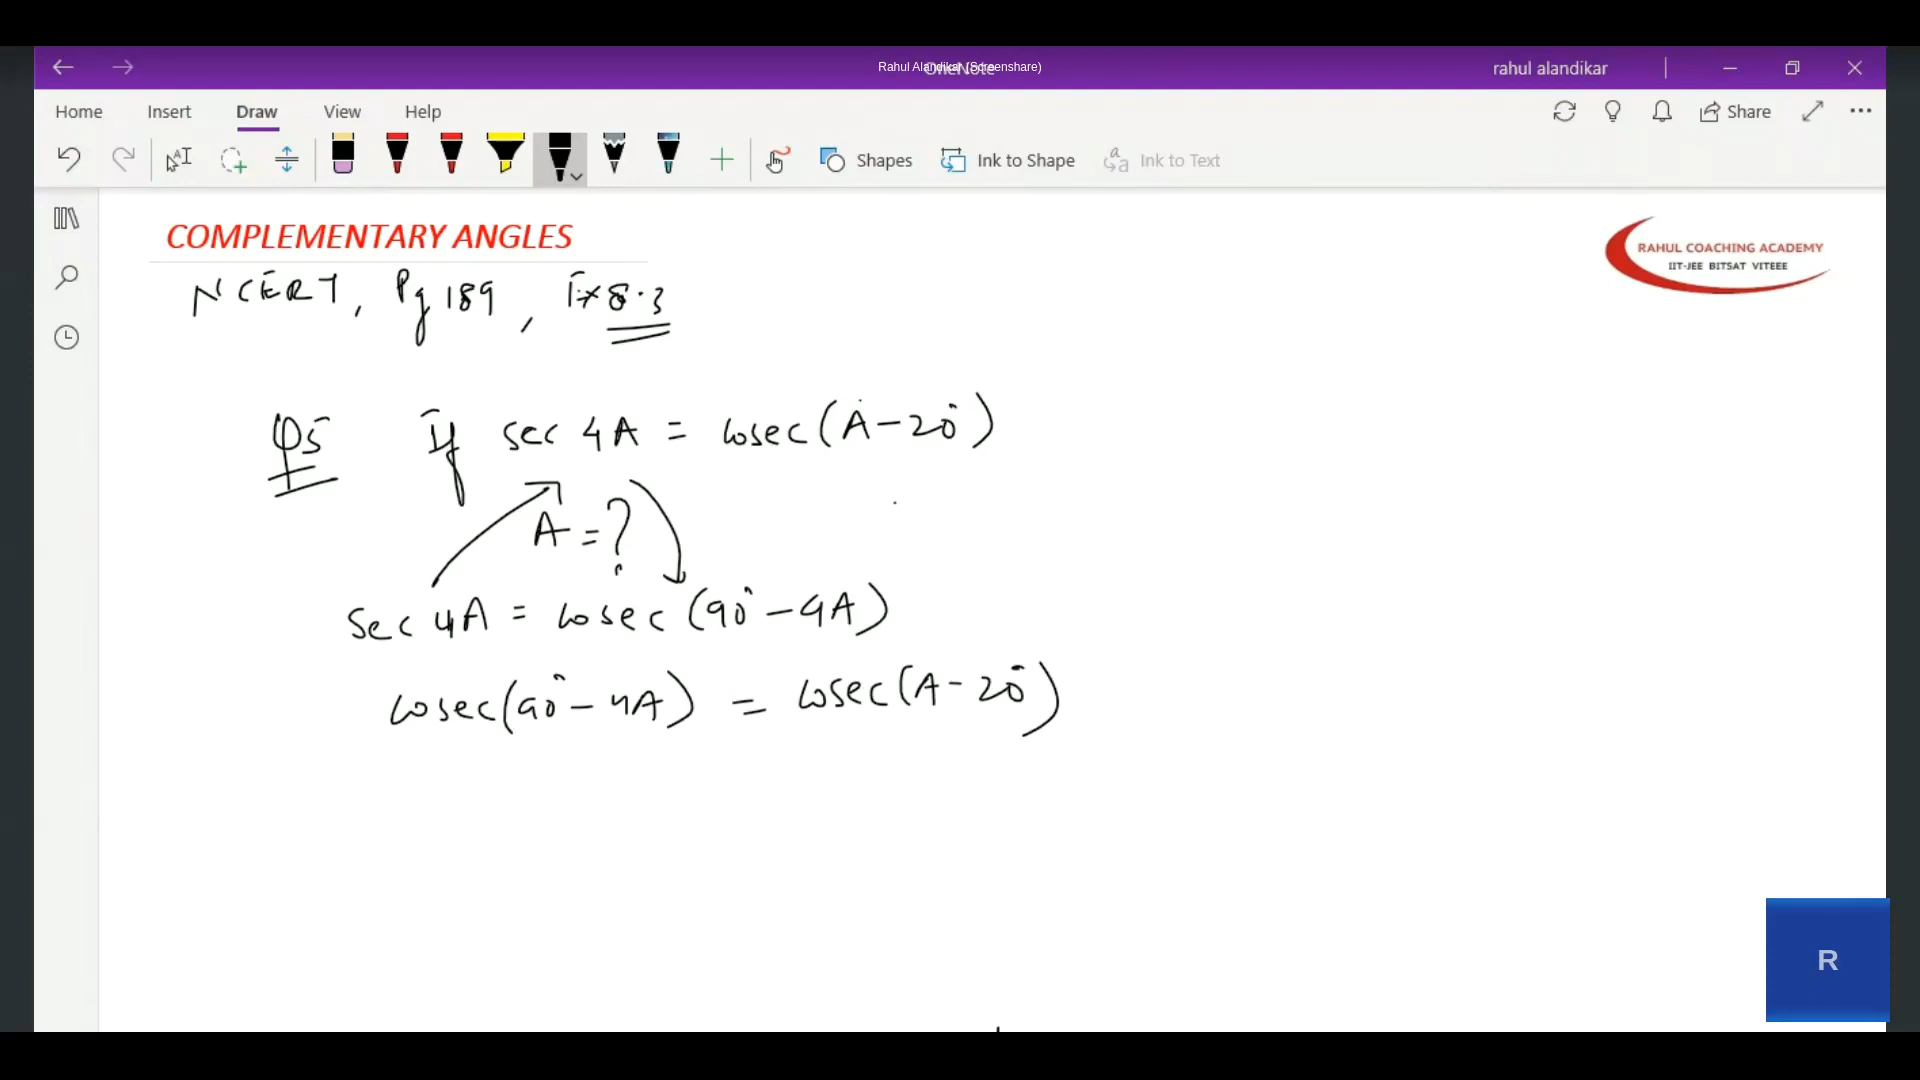 Rahul Alandikar (Screenshare)
rahul alandikar
Home Insert Draw View Help Share
Shapes Ink to Shape Ink to Text
COMPLEMENTARY ANGLES
RAHUL COACHING ACADEMY
IIT-JEE BITSAT VITEEE
NCERT, Pg 189, Ex 8.3
Q5 If sec 4A = cosec(A-20°)
A = ?
Sec 4A = cosec (90° - 4A)
cosec(90° - 4A) = cosec(A - 20°)
R